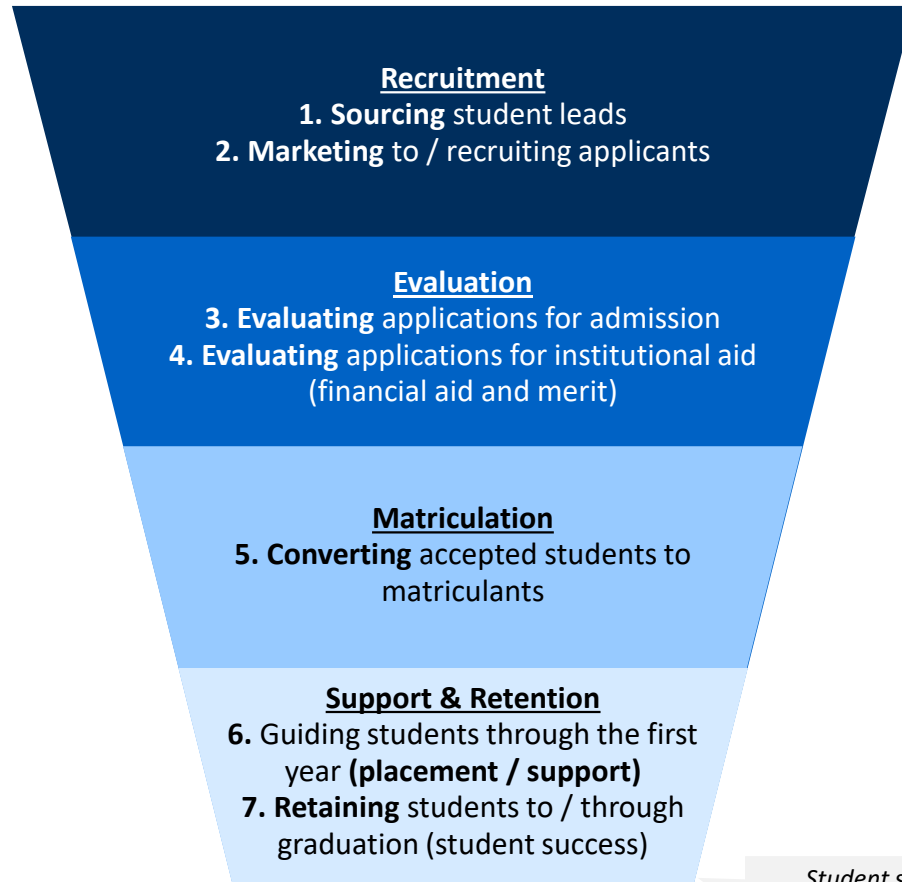 Recruitment
1. Sourcing student leads
2. Marketing to / recruiting applicants
Evaluation
3. Evaluating applications for admission
4. Evaluating applications for institutional aid
(financial aid and merit)
Matriculation
5. Converting accepted students to
matriculants
Support & Retention
6. Guiding students through the first
year (placement / support)
7. Retaining students to / through
graduation (student success)
Student